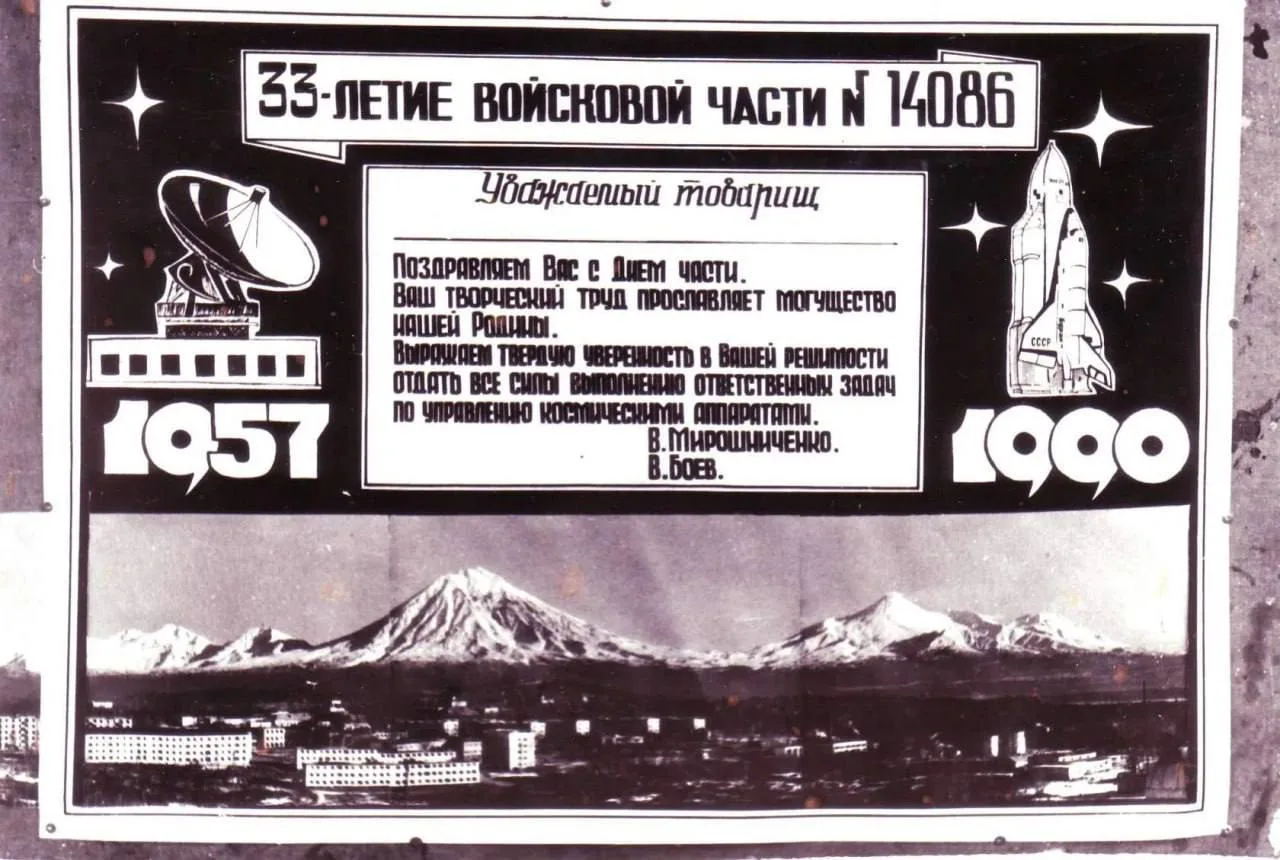 33-ЛЕТИЕ ВОЙСКОВОЙ ЧАСТИ N 14086
Уважаемый товарищ
Поздравляем Вас с Днем части.
Ваш творческий труд прославляет могущество
нашей Родины.
Выражаем твердую уверенность в Вашей решимости
отдать все силы выполнению ответственных задач
по управлению космическими аппаратами.
В.Мирошниченко.
В.Боев.
СССР
1957
1990